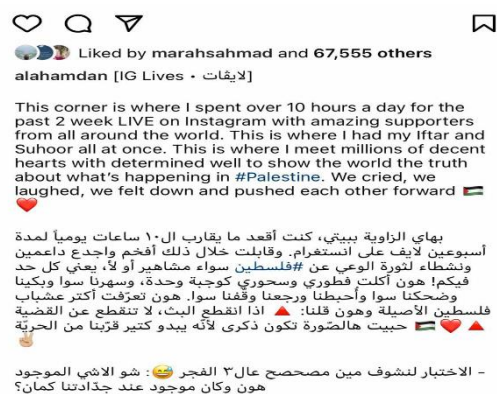 Liked by marahsahmad and 67,555 others
alahamdan [IG Lives • لايڤات]
This corner is where I spent over 10 hours a day for the
past 2 week LIVE on Instagram with amazing supporters
from all around the world. This is where I had my Iftar and
Suhoor all at once. This is where I meet millions of decent
hearts with determined well to show the world the truth
about what's happening in #Palestine. We cried, we
laughed, we felt down and pushed each other forward 🇵🇸
❤️
بهاي الزاوية ببيتي، كنت أقعد ما يقارب ال١٠ ساعات يومياً لمدة
أسبوعين لايف على انستغرام. وقابلت خلال ذلك أفخم واجدع داعمين
ونشطاء لثورة الوعي عن #فلسطين سواء مشاهير أو لأ، يعني كل حد
فيكم! هون أكلت فطوري وسحوري كوجبة وحدة، وسهرنا سوا وبكينا
وضحكنا سوا وأحبطنا ورجعنا وقفنا سوا. هون تعرّفت أكتر عشباب
فلسطين الأصيلة وهون قلنا: 🔺 اذا انقطع البث، لا تنقطع عن القضية
🔺 ❤️ 🇵🇸 حبيت هالصّورة تكون ذكرى لأنّه يبدو كتير قرّبنا من الحريّة
✌🏼
- الاختبار لنشوف مين مصحصح عال٣ الفجر 😅: شو الاشي الموجود
هون وكان موجود عند جدّادتنا كمان؟